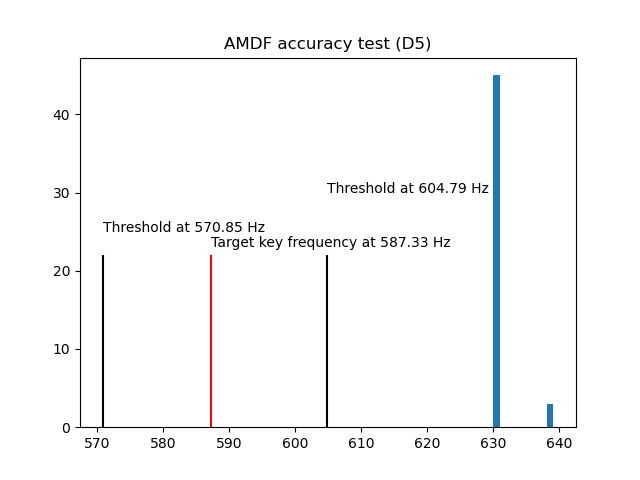 AMDF accuracy test (D5)
40
30
20
10
0
Threshold at 604.79 Hz
Threshold at 570.85 Hz
Target key frequency at 587.33 Hz
570 580 590 600 610 620 630 640